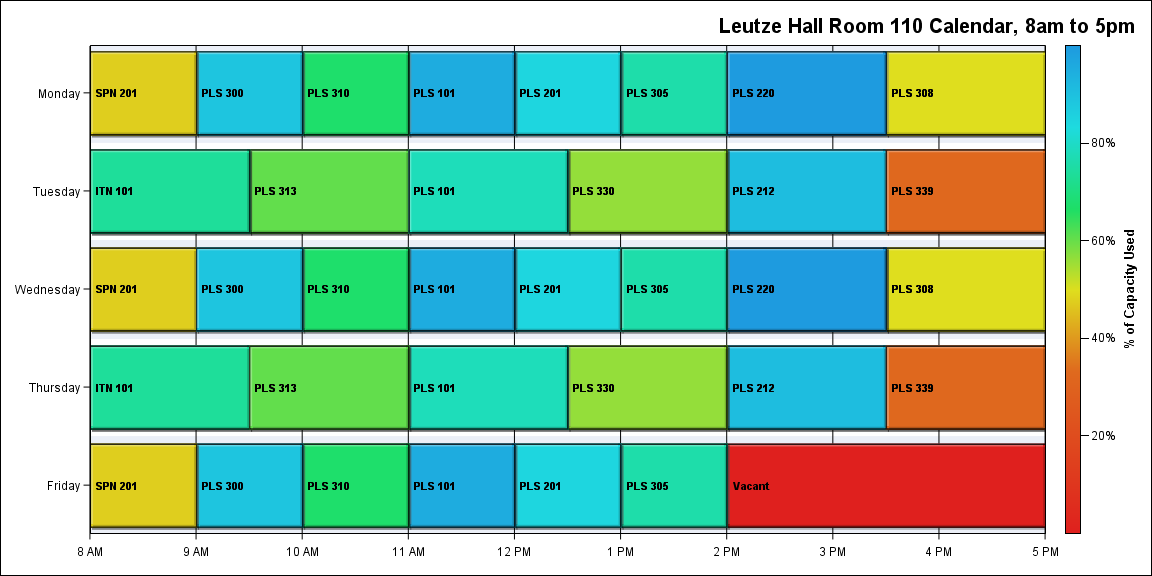 Leutze Hall Room 110 Calendar, 8am to 5pm
Monday
SPN 201
PLS 300
PLS 310
PLS 101
PLS 201
PLS 305
PLS 220
PLS 308
Tuesday
ITN 101
PLS 313
PLS 101
PLS 330
PLS 212
PLS 339
Wednesday
SPN 201
PLS 300
PLS 310
PLS 101
PLS 201
PLS 305
PLS 220
PLS 308
Thursday
ITN 101
PLS 313
PLS 101
PLS 330
PLS 212
PLS 339
Friday
SPN 201
PLS 300
PLS 310
PLS 101
PLS 201
PLS 305
Vacant
8 AM
9 AM
10 AM
11 AM
12 PM
1 PM
2 PM
3 PM
4 PM
5 PM
80%
60%
40%
20%
% of Capacity Used